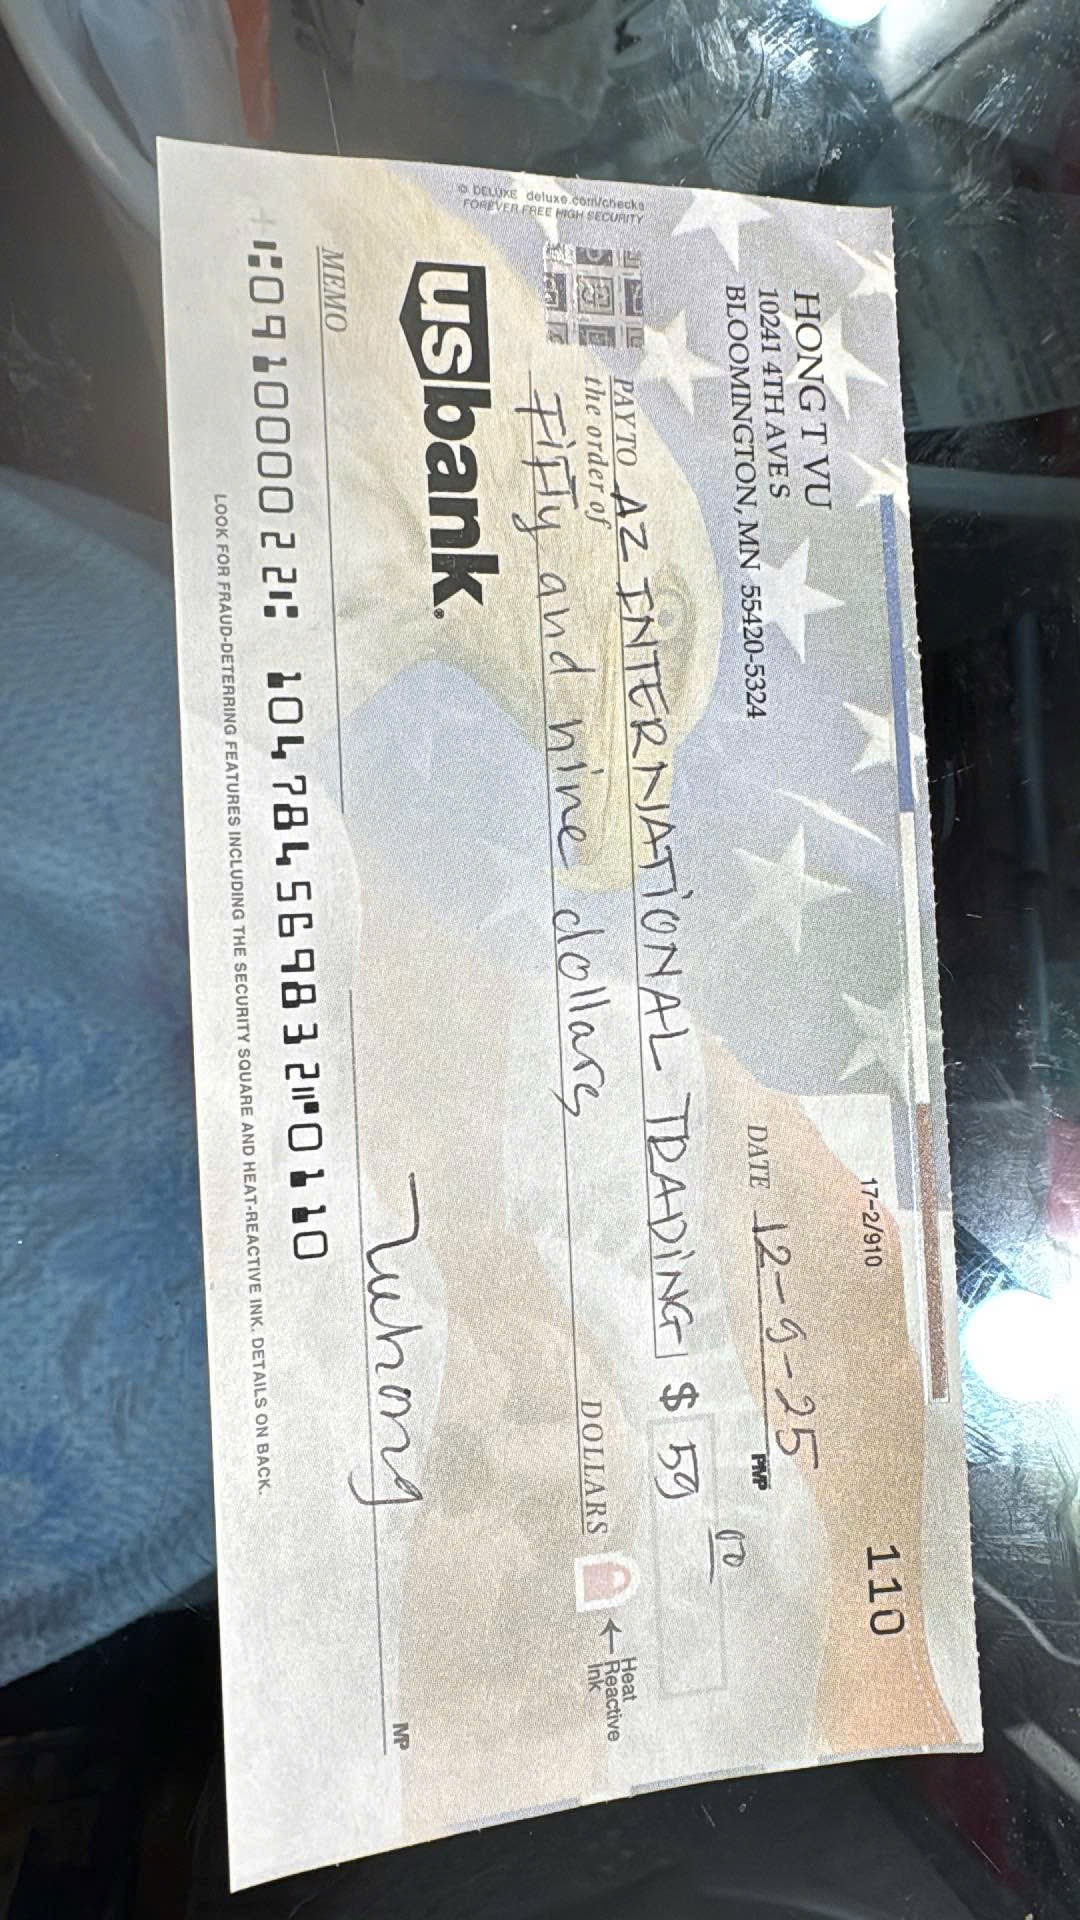 HONG T VU
10241 4TH AVE S
BLOOMINGTON, MN 55420-5324
17-2/910
110
DATE 12-9-25
PMP
PAY TO
the order of AZ INTERNATIONAL TRADING $ 59 00
Fifty and nine dollars DOLLARS
Heat
Reactive
Ink
© DELUXE deluxe.com/checks
FOREVER FREE HIGH SECURITY
usbank®
MEMO
MP
091000022 104784569832 0110
LOOK FOR FRAUD-DETERRING FEATURES INCLUDING THE SECURITY SQUARE AND HEAT-REACTIVE INK. DETAILS ON BACK.